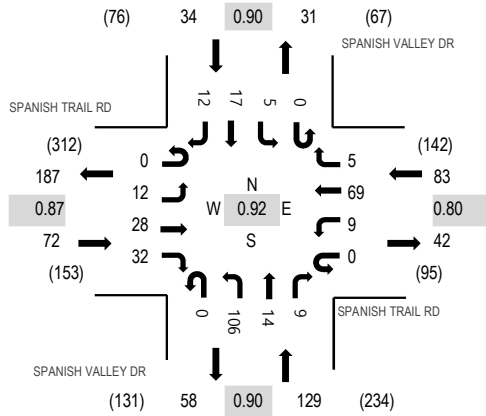 (76) 34 0.90 31 (67)
SPANISH VALLEY DR
12 17 5 0
SPANISH TRAIL RD
(312) (142)
0 5
187 83
12 N 69
0.87 W 0.92 E 0.80
28 9
72 S 42
32 0
(153) (95)
0 106 14 9
SPANISH TRAIL RD
SPANISH VALLEY DR
(131) 58 0.90 129 (234)